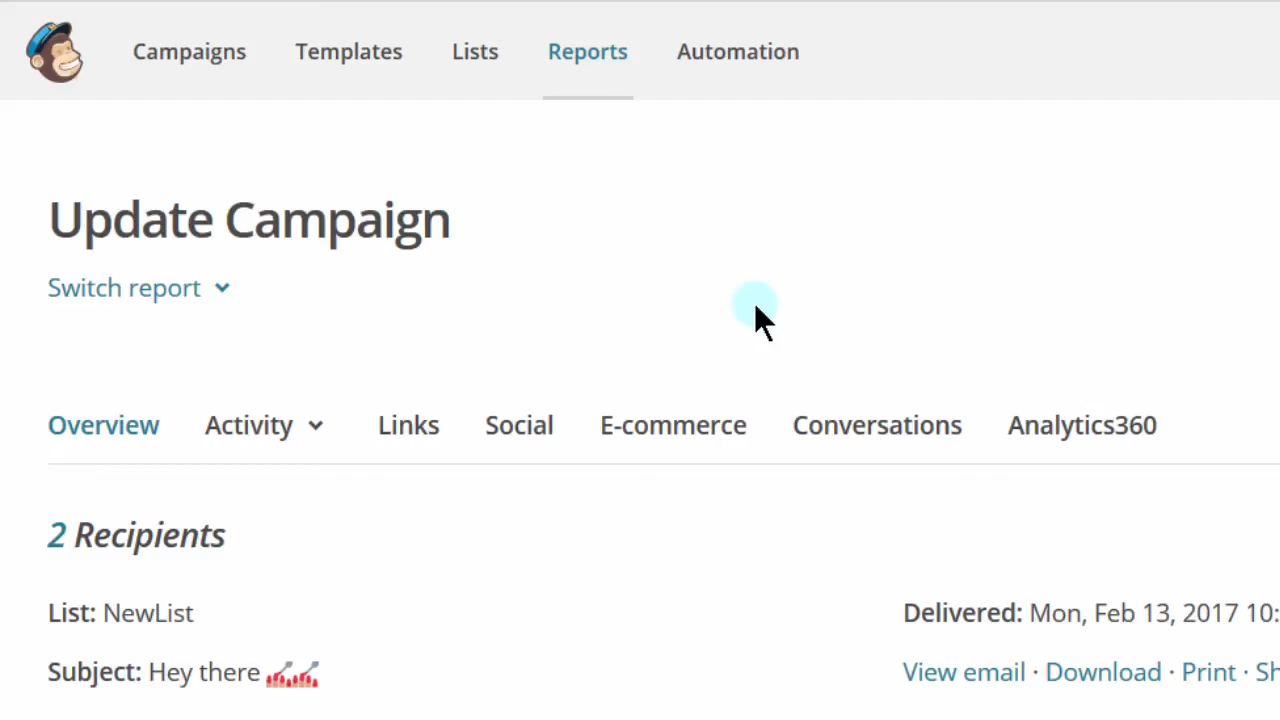 Campaigns Templates Lists Reports Automation
Update Campaign
Switch report
Overview Activity Links Social E-commerce Conversations Analytics360
2 Recipients
List: NewList Delivered: Mon, Feb 13, 2017 10:
Subject: Hey there 💅💅 View email · Download · Print · Sh